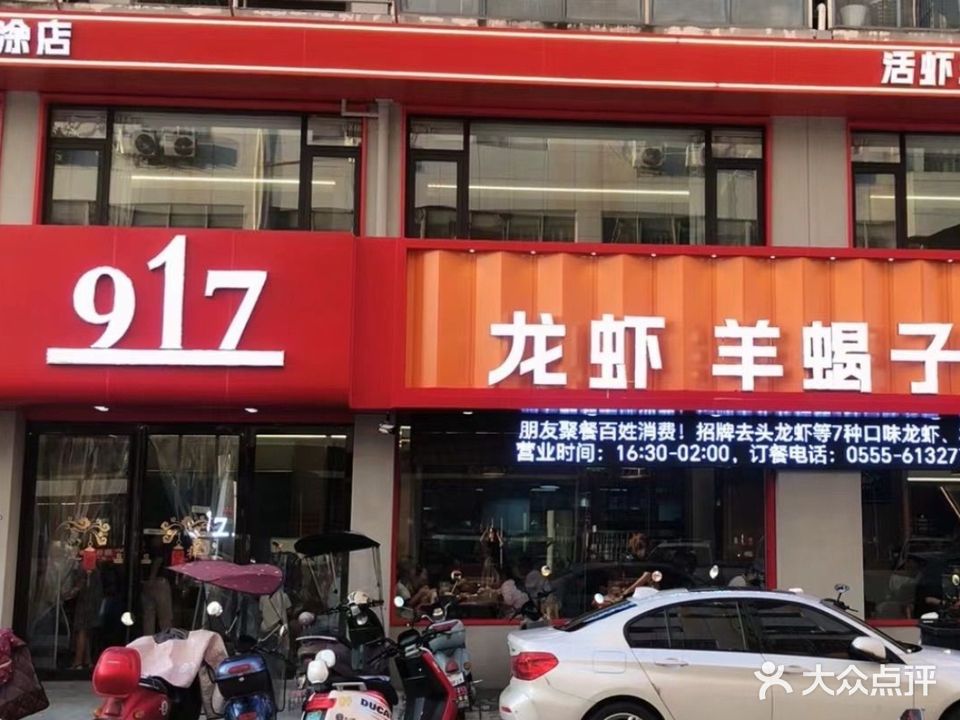 涂店
活虾
917
龙虾 羊蝎子
朋友聚餐百姓消费！招牌去头龙虾等7种口味龙虾、
营业时间：16:30-02:00，订餐电话：0555-61327
7
DUCA
大众点评